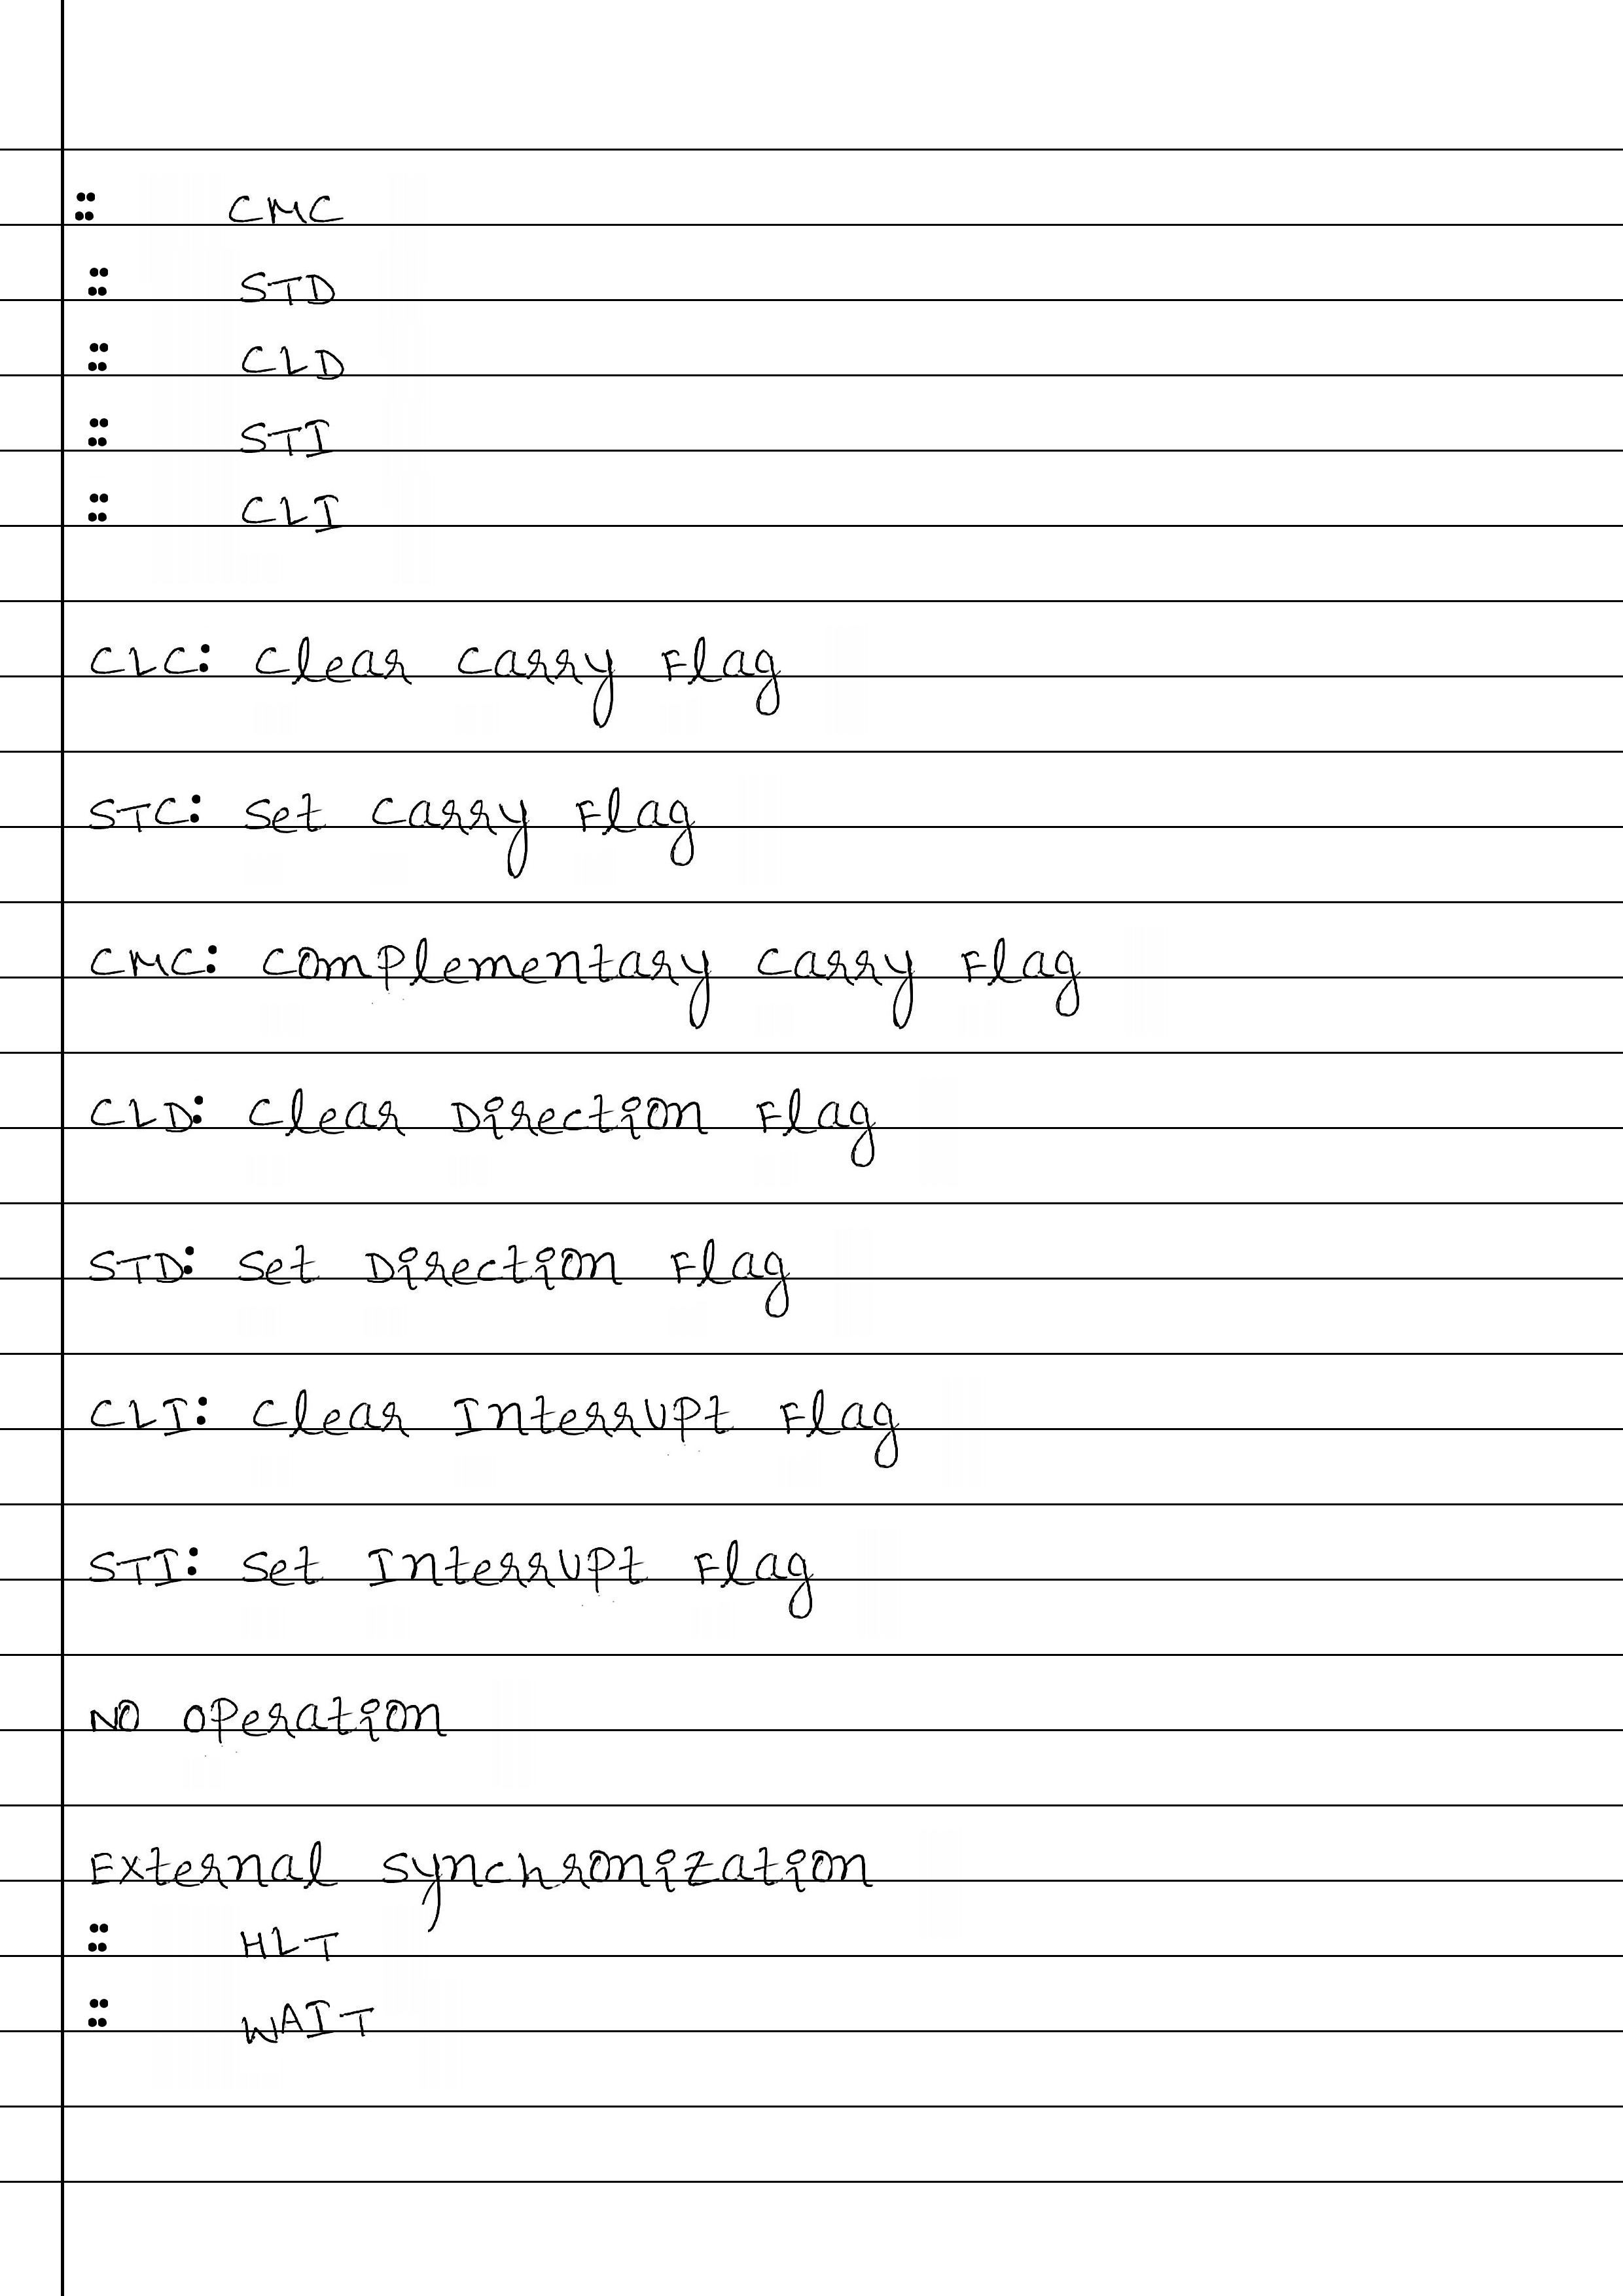 :: CMC
:: STD
:: CLD
:: STI
:: CLI
CLC: Clear Carry Flag
STC: Set Carry Flag
CMC: Complementary Carry Flag
CLD: Clear Direction Flag
STD: Set Direction Flag
CLI: Clear Interrupt Flag
STI: Set Interrupt Flag
No Operation
External Synchronization
:: HLT
:: WAIT